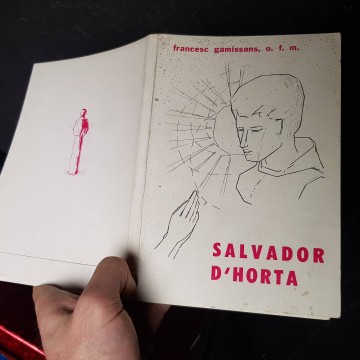 francesc gamissans, o. f. m.
SALVADOR
D'HORTA